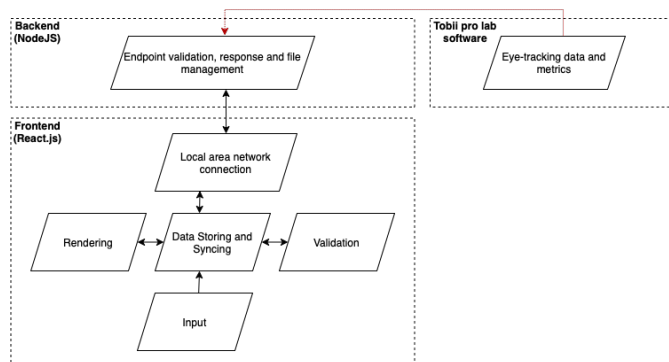 Backend
(NodeJS)
Endpoint validation, response and file
management
Tobii pro lab
software
Eye-tracking data and
metrics
Frontend
(React.js)
Local area network
connection
Rendering
Data Storing and
Syncing
Validation
Input